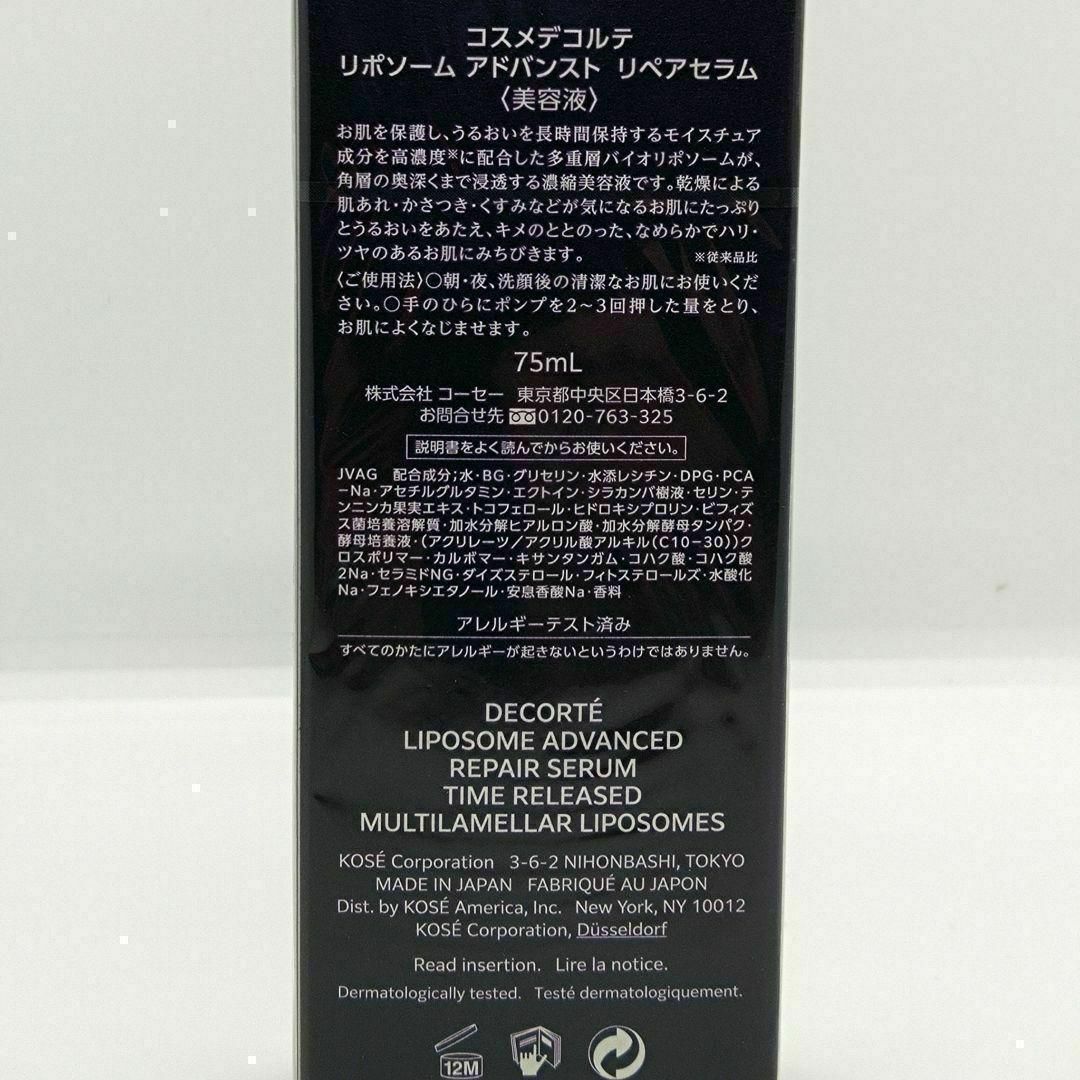 コスメデコルテ
リポソーム アドバンスト リペアセラム
〈美容液〉
お肌を保護し、うるおいを長時間保持するモイスチュア
成分を高濃度※に配合した多重層バイオリポソームが、
角層の奥深くまで浸透する濃縮美容液です。乾燥による
肌あれ・かさつき・くすみなどが気になるお肌にたっぷり
とうるおいをあたえ、キメのととのった、なめらかでハリ・
ツヤのあるお肌にみちびきます。 ※従来品比
〈ご使用法〉○朝・夜、洗顔後の清潔なお肌にお使いくだ
さい。○手のひらにポンプを2～3回押した量をとり、
お肌によくなじませます。
75mL
株式会社 コーセー 東京都中央区日本橋3-6-2
お問合せ先 0120-763-325
説明書をよく読んでからお使いください。
JVAG 配合成分;水・BG・グリセリン・水添レシチン・DPG・PCA
-Na・アセチルグルタミン・エクトイン・シラカンバ樹液・セリン・テ
ンニンカ果実エキス・トコフェロール・ヒドロキシプロリン・ビフィズ
ス菌培養溶解質・加水分解ヒアルロン酸・加水分解酵母タンパク・
酵母培養液・(アクリレーツ／アクリル酸アルキル(C10-30))ク
ロスポリマー・カルボマー・キサンタンガム・コハク酸・コハク酸
2Na・セラミドNG・ダイズステロール・フィトステロールズ・水酸化
Na・フェノキシエタノール・安息香酸Na・香料
アレルギーテスト済み
すべてのかたにアレルギーが起きないというわけではありません。
DECORTÉ
LIPOSOME ADVANCED
REPAIR SERUM
TIME RELEASED
MULTILAMELLAR LIPOSOMES
KOSÉ Corporation 3-6-2 NIHONBASHI, TOKYO
MADE IN JAPAN FABRIQUÉ AU JAPON
Dist. by KOSÉ America, Inc. New York, NY 10012
KOSÉ Corporation, Düsseldorf
Read insertion. Lire la notice.
Dermatologically tested. Testé dermatologiquement.
12M